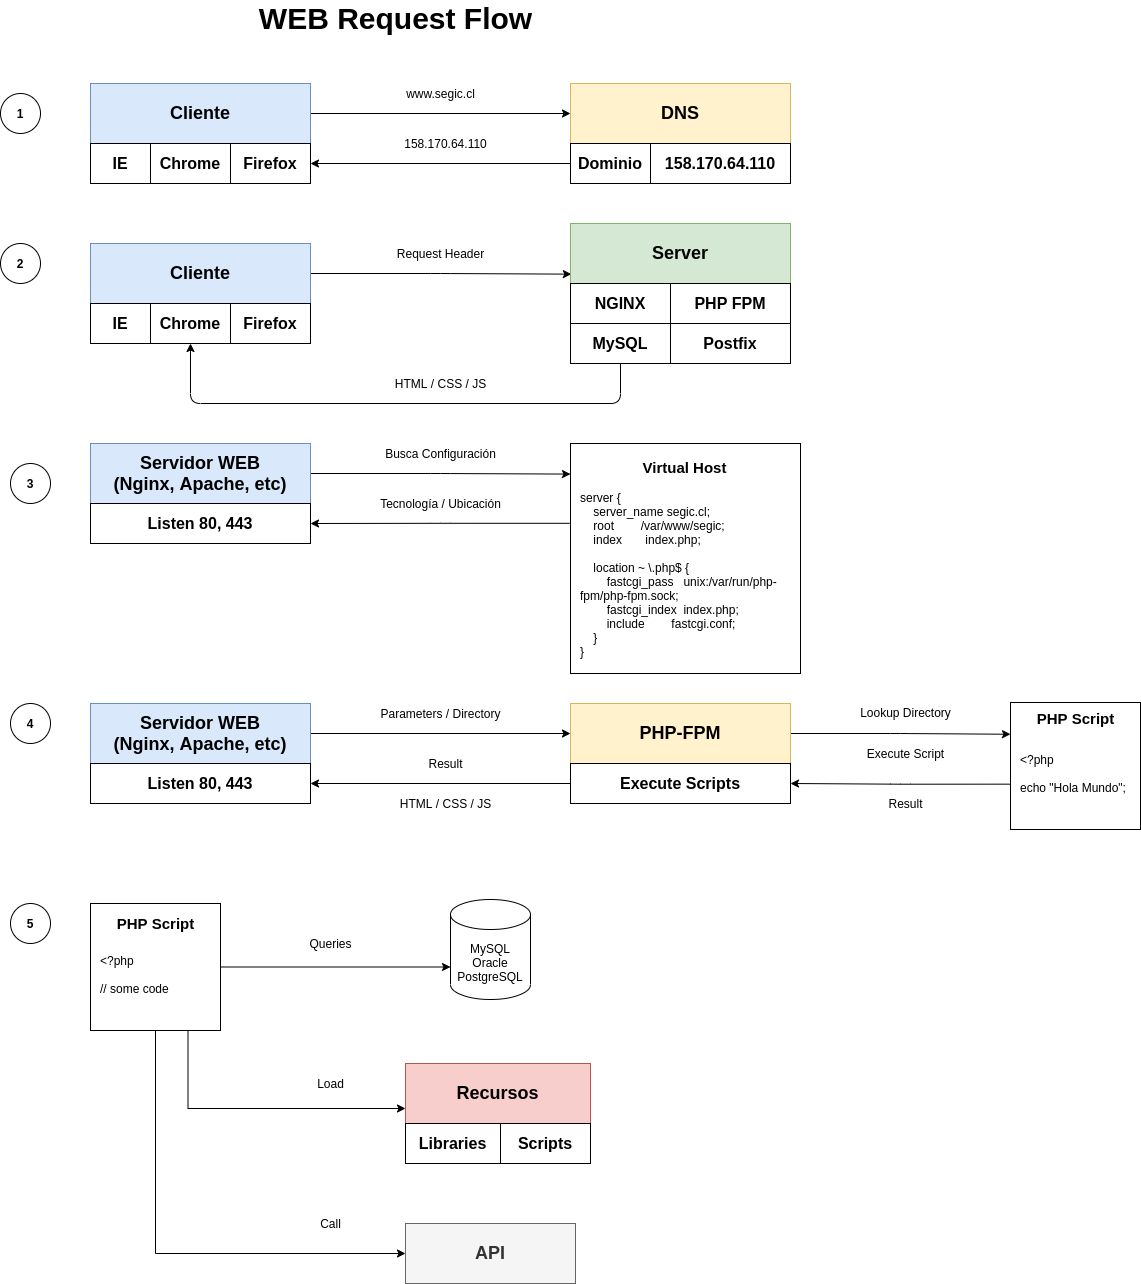 WEB Request Flow
1
Cliente
www.segic.cl
DNS
158.170.64.110
IE
Chrome
Firefox
Dominio
158.170.64.110
2
Cliente
Request Header
Server
IE
Chrome
Firefox
NGINX
PHP FPM
MySQL
Postfix
HTML / CSS / JS
3
Servidor WEB
(Nginx, Apache, etc)
Listen 80, 443
Busca Configuración
Tecnología / Ubicación
Virtual Host
server {
    server_name segic.cl;
    root        /var/www/segic;
    index       index.php;
    location ~ \.php$ {
        fastcgi_pass   unix:/var/run/php-
fpm/php-fpm.sock;
        fastcgi_index  index.php;
        include        fastcgi.conf;
    }
}
4
Servidor WEB
(Nginx, Apache, etc)
Listen 80, 443
Parameters / Directory
Result
HTML / CSS / JS
PHP-FPM
Execute Scripts
Lookup Directory
Execute Script
Result
PHP Script
<?php
echo "Hola Mundo";
5
PHP Script
<?php
// some code
Queries
MySQL
Oracle
PostgreSQL
Load
Recursos
Libraries
Scripts
Call
API